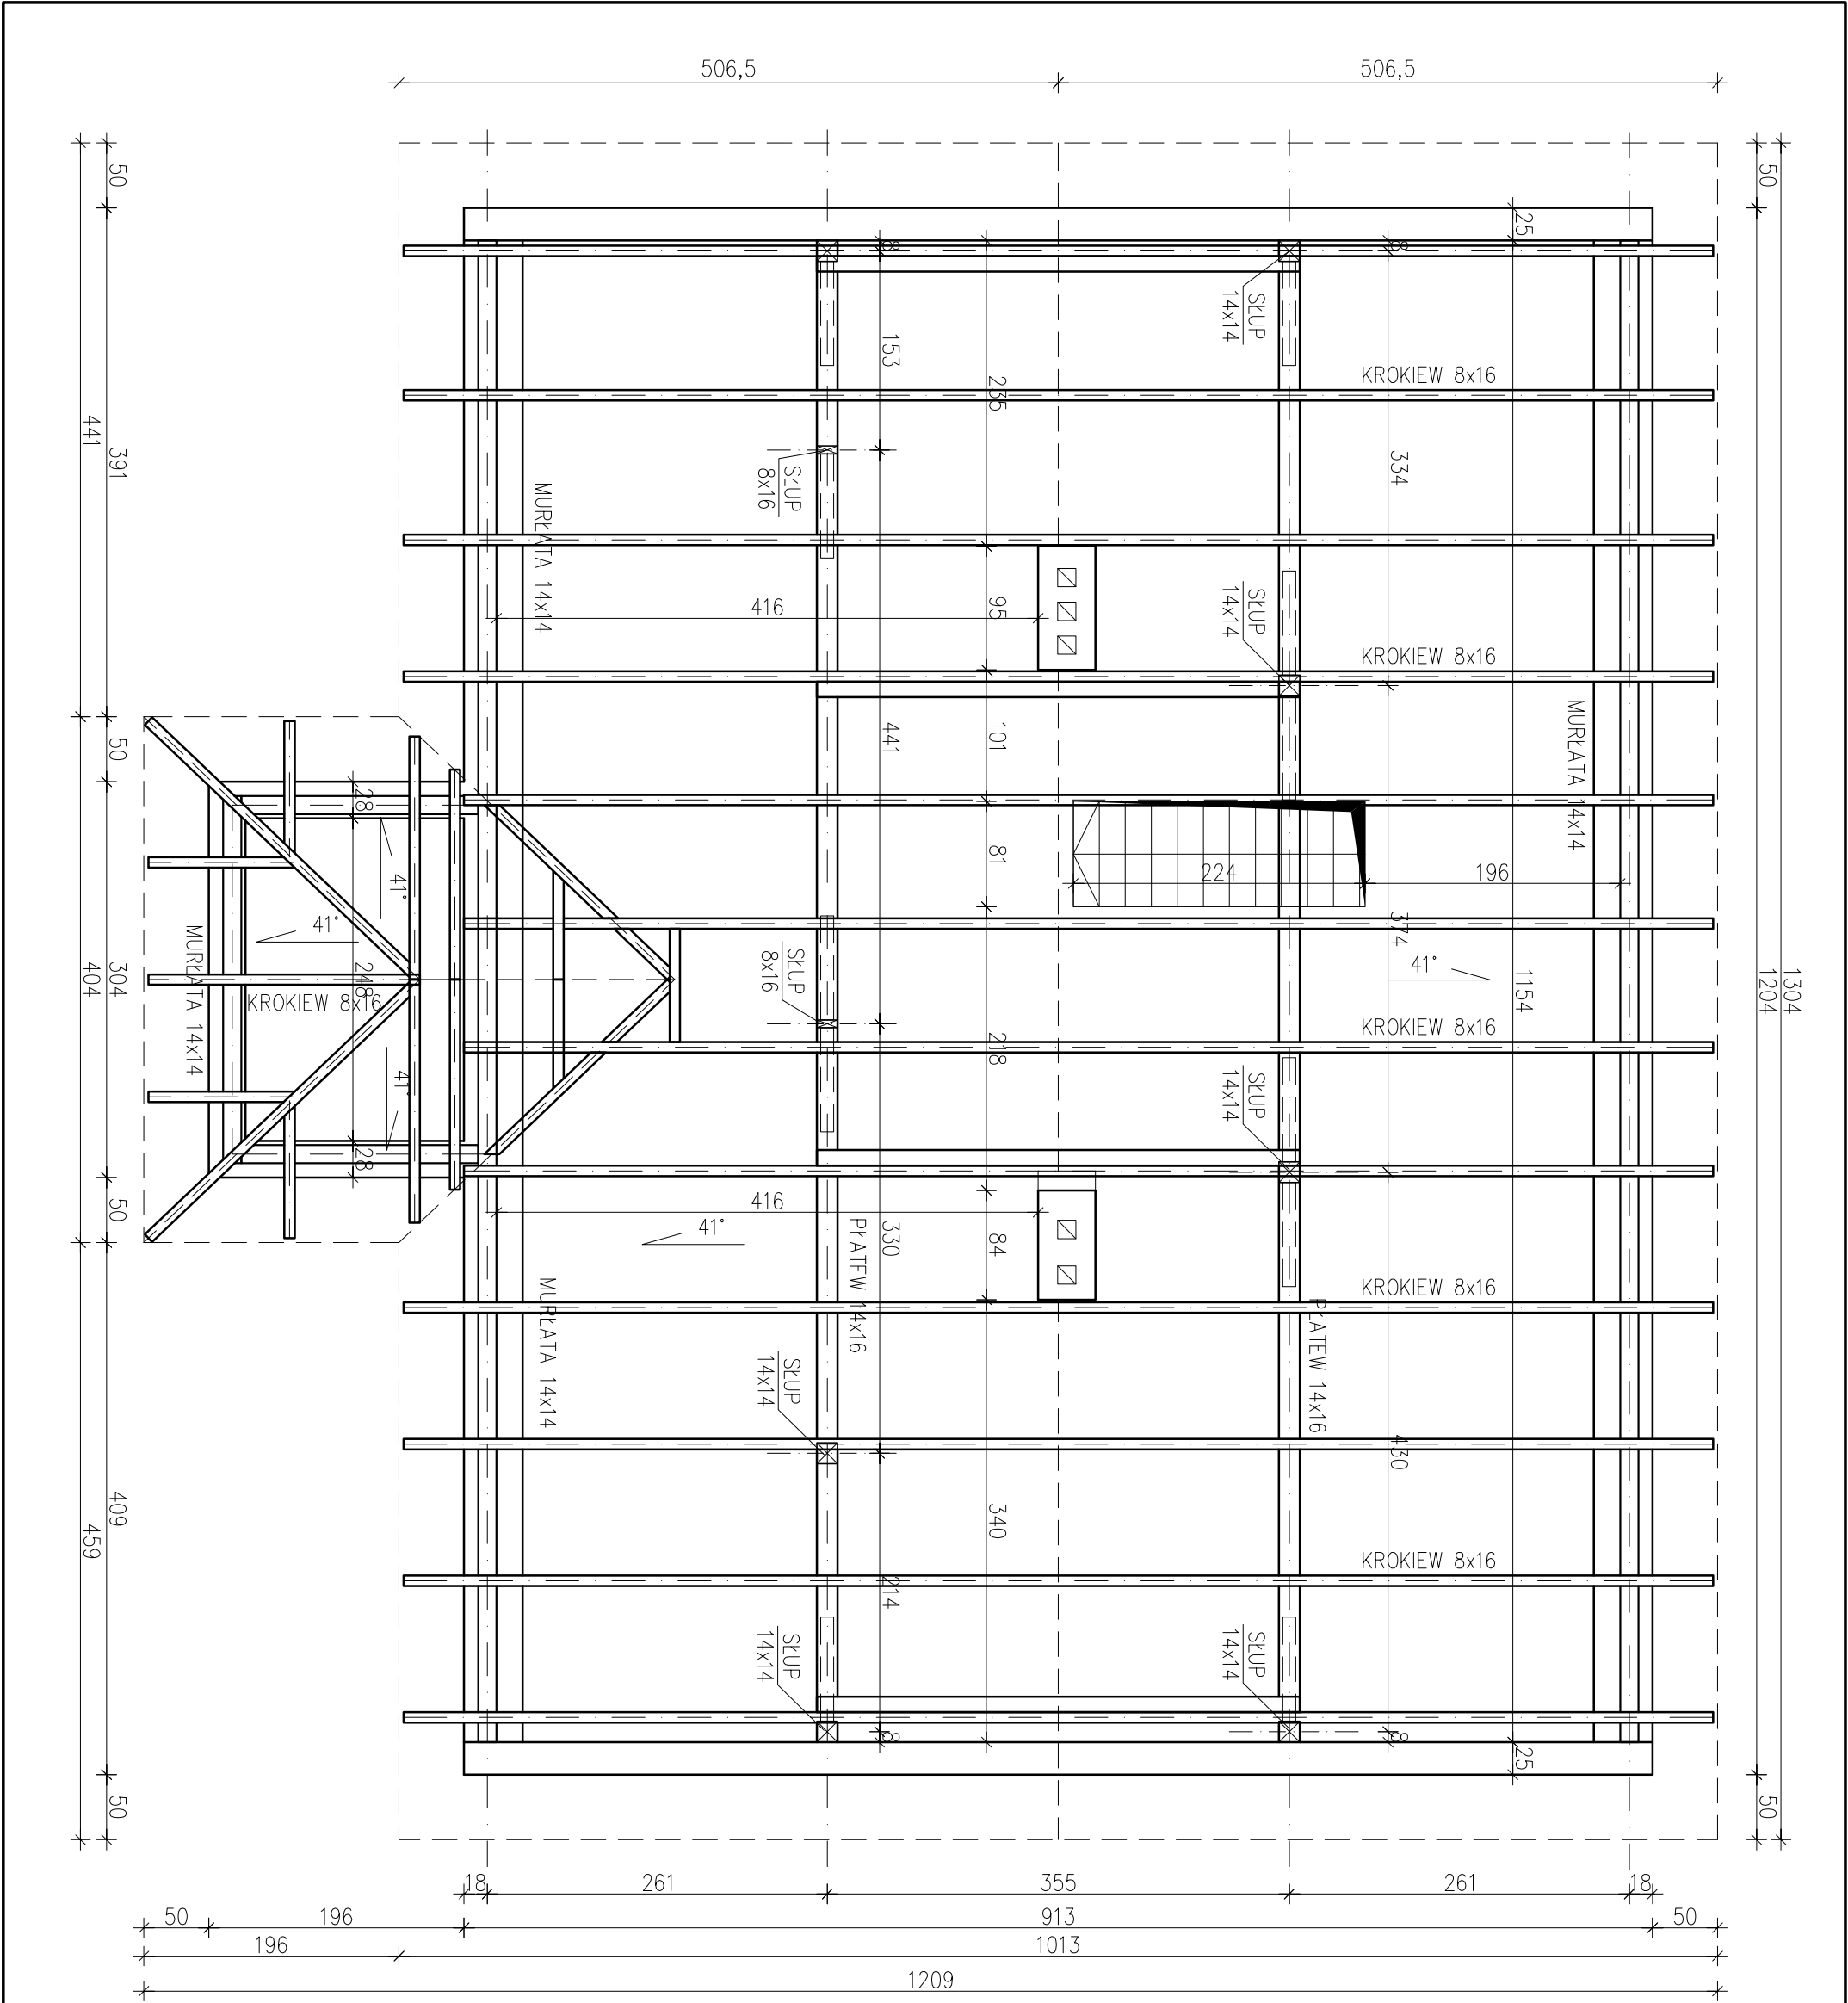 506,5
506,5
50
50
25
8
8
SŁUP
14x14
153
KROKIEW 8x16
235
441
391
334
SŁUP
8x16
MURŁATA 14x14
416
95
SŁUP
14x14
KROKIEW 8x16
50
441
101
MURŁATA 14x14
28
81
224
196
41°
41°
374
MURŁATA 14x14
404
304
248
KROKIEW 8x16
SŁUP
8x16
41°
1154
1304
1204
218
KROKIEW 8x16
41°
SŁUP
14x14
28
50
416
41°
330
84
PŁATEW 14x16
MURŁATA 14x14
KROKIEW 8x16
PŁATEW 14x16
SŁUP
14x14
430
409
459
340
KROKIEW 8x16
214
SŁUP
14x14
SŁUP
14x14
8
8
25
50
50
18
261
355
261
18
50
196
913
50
196
1013
1209